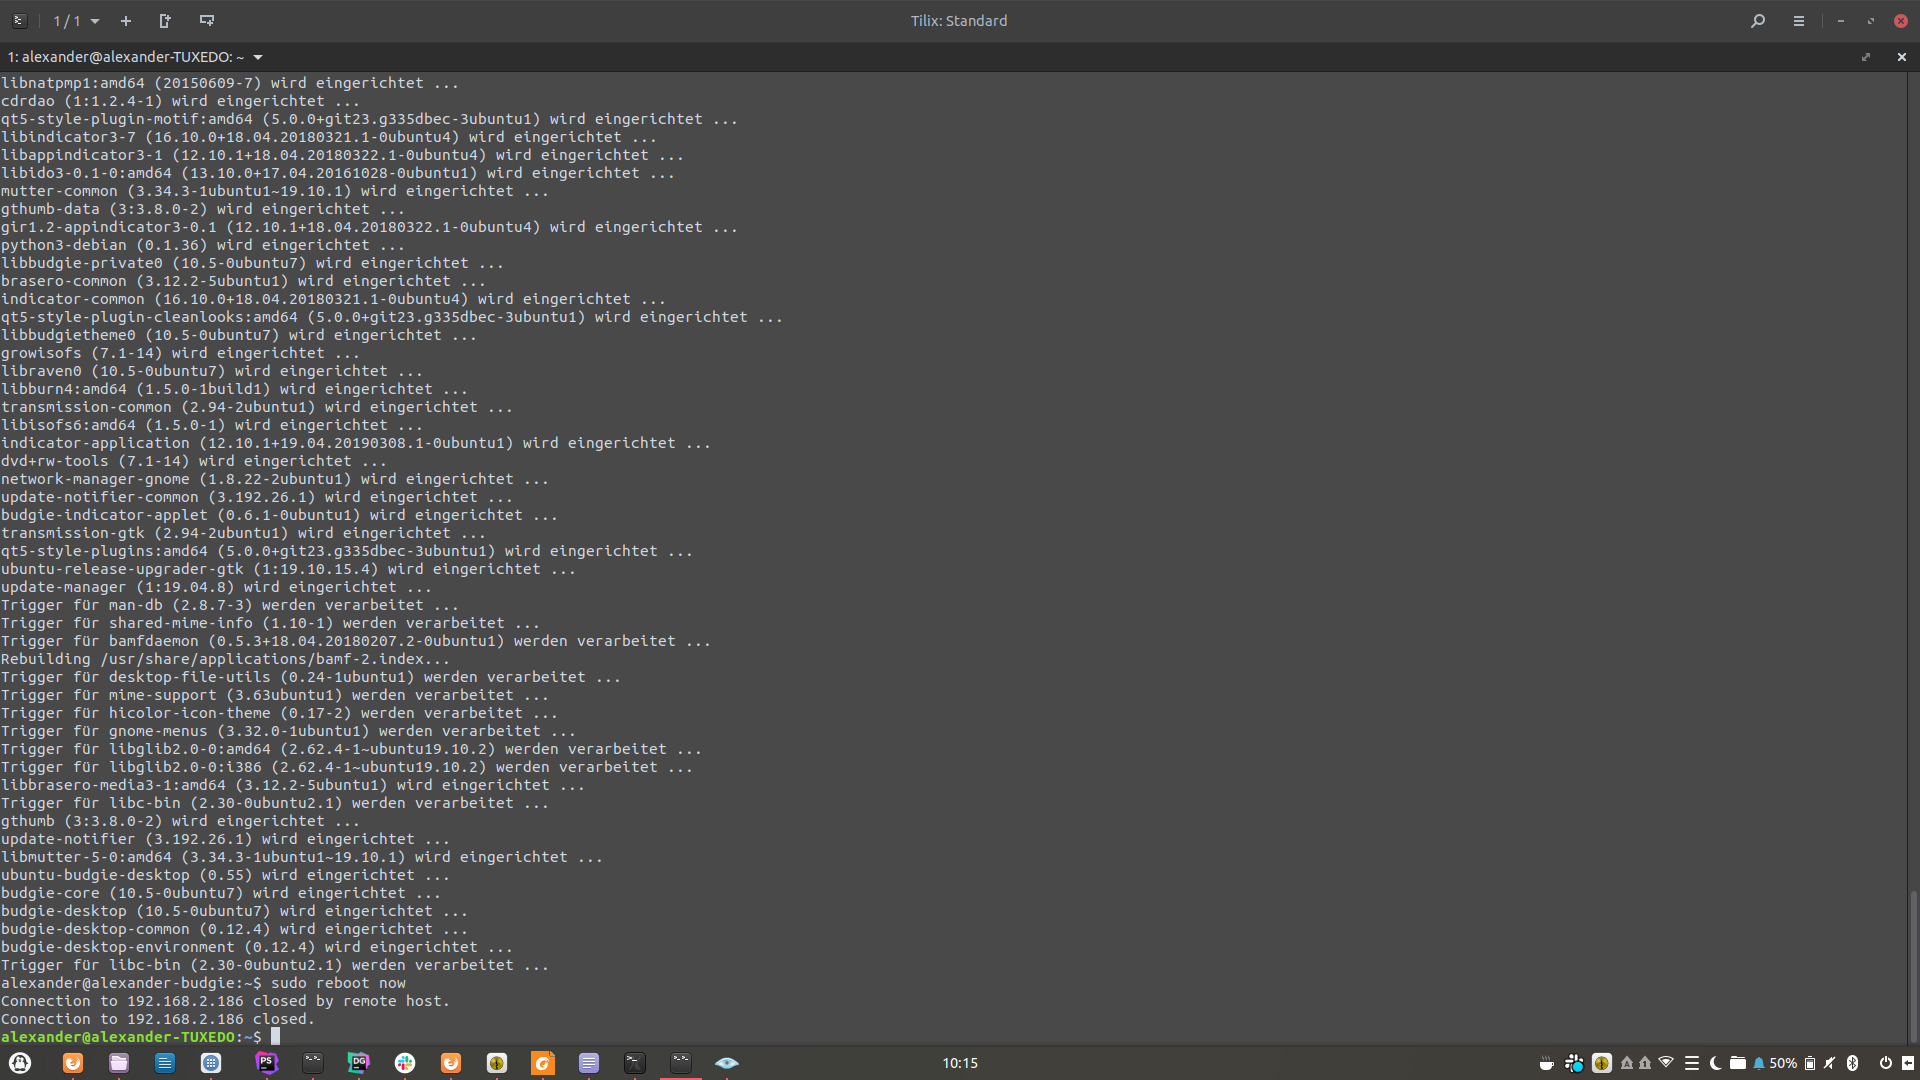 1 / 1
Tilix: Standard
1: alexander@alexander-TUXEDO: ~
libnatpmp1:amd64 (20150609-7) wird eingerichtet ...
cdrdao (1:1.2.4-1) wird eingerichtet ...
qt5-style-plugin-motif:amd64 (5.0.0+git23.g335dbec-3ubuntu1) wird eingerichtet ...
libindicator3-7 (16.10.0+18.04.20180321.1-0ubuntu4) wird eingerichtet ...
libappindicator3-1 (12.10.1+18.04.20180322.1-0ubuntu4) wird eingerichtet ...
libido3-0.1-0:amd64 (13.10.0+17.04.20161028-0ubuntu1) wird eingerichtet ...
mutter-common (3.34.3-1ubuntu1~19.10.1) wird eingerichtet ...
gthumb-data (3:3.8.0-2) wird eingerichtet ...
gir1.2-appindicator3-0.1 (12.10.1+18.04.20180322.1-0ubuntu4) wird eingerichtet ...
python3-debian (0.1.36) wird eingerichtet ...
libbudgie-private0 (10.5-0ubuntu7) wird eingerichtet ...
brasero-common (3.12.2-5ubuntu1) wird eingerichtet ...
indicator-common (16.10.0+18.04.20180321.1-0ubuntu4) wird eingerichtet ...
qt5-style-plugin-cleanlooks:amd64 (5.0.0+git23.g335dbec-3ubuntu1) wird eingerichtet ...
libbudgietheme0 (10.5-0ubuntu7) wird eingerichtet ...
growisofs (7.1-14) wird eingerichtet ...
libraven0 (10.5-0ubuntu7) wird eingerichtet ...
libburn4:amd64 (1.5.0-1build1) wird eingerichtet ...
transmission-common (2.94-2ubuntu1) wird eingerichtet ...
libisofs6:amd64 (1.5.0-1) wird eingerichtet ...
indicator-application (12.10.1+19.04.20190308.1-0ubuntu1) wird eingerichtet ...
dvd+rw-tools (7.1-14) wird eingerichtet ...
network-manager-gnome (1.8.22-2ubuntu1) wird eingerichtet ...
update-notifier-common (3.192.26.1) wird eingerichtet ...
budgie-indicator-applet (0.6.1-0ubuntu1) wird eingerichtet ...
transmission-gtk (2.94-2ubuntu1) wird eingerichtet ...
qt5-style-plugins:amd64 (5.0.0+git23.g335dbec-3ubuntu1) wird eingerichtet ...
ubuntu-release-upgrader-gtk (1:19.10.15.4) wird eingerichtet ...
update-manager (1:19.04.8) wird eingerichtet ...
Trigger für man-db (2.8.7-3) werden verarbeitet ...
Trigger für shared-mime-info (1.10-1) werden verarbeitet ...
Trigger für bamfdaemon (0.5.3+18.04.20180207.2-0ubuntu1) werden verarbeitet ...
Rebuilding /usr/share/applications/bamf-2.index...
Trigger für desktop-file-utils (0.24-1ubuntu1) werden verarbeitet ...
Trigger für mime-support (3.63ubuntu1) werden verarbeitet ...
Trigger für hicolor-icon-theme (0.17-2) werden verarbeitet ...
Trigger für gnome-menus (3.32.0-1ubuntu1) werden verarbeitet ...
Trigger für libglib2.0-0:amd64 (2.62.4-1~ubuntu19.10.2) werden verarbeitet ...
Trigger für libglib2.0-0:i386 (2.62.4-1~ubuntu19.10.2) werden verarbeitet ...
libbrasero-media3-1:amd64 (3.12.2-5ubuntu1) wird eingerichtet ...
Trigger für libc-bin (2.30-0ubuntu2.1) werden verarbeitet ...
gthumb (3:3.8.0-2) wird eingerichtet ...
update-notifier (3.192.26.1) wird eingerichtet ...
libmutter-5-0:amd64 (3.34.3-1ubuntu1~19.10.1) wird eingerichtet ...
ubuntu-budgie-desktop (0.55) wird eingerichtet ...
budgie-core (10.5-0ubuntu7) wird eingerichtet ...
budgie-desktop (10.5-0ubuntu7) wird eingerichtet ...
budgie-desktop-common (0.12.4) wird eingerichtet ...
budgie-desktop-environment (0.12.4) wird eingerichtet ...
Trigger für libc-bin (2.30-0ubuntu2.1) werden verarbeitet ...
alexander@alexander-budgie:~$ sudo reboot now
Connection to 192.168.2.186 closed by remote host.
Connection to 192.168.2.186 closed.
alexander@alexander-TUXEDO:~$
PS
DG
10:15
50%